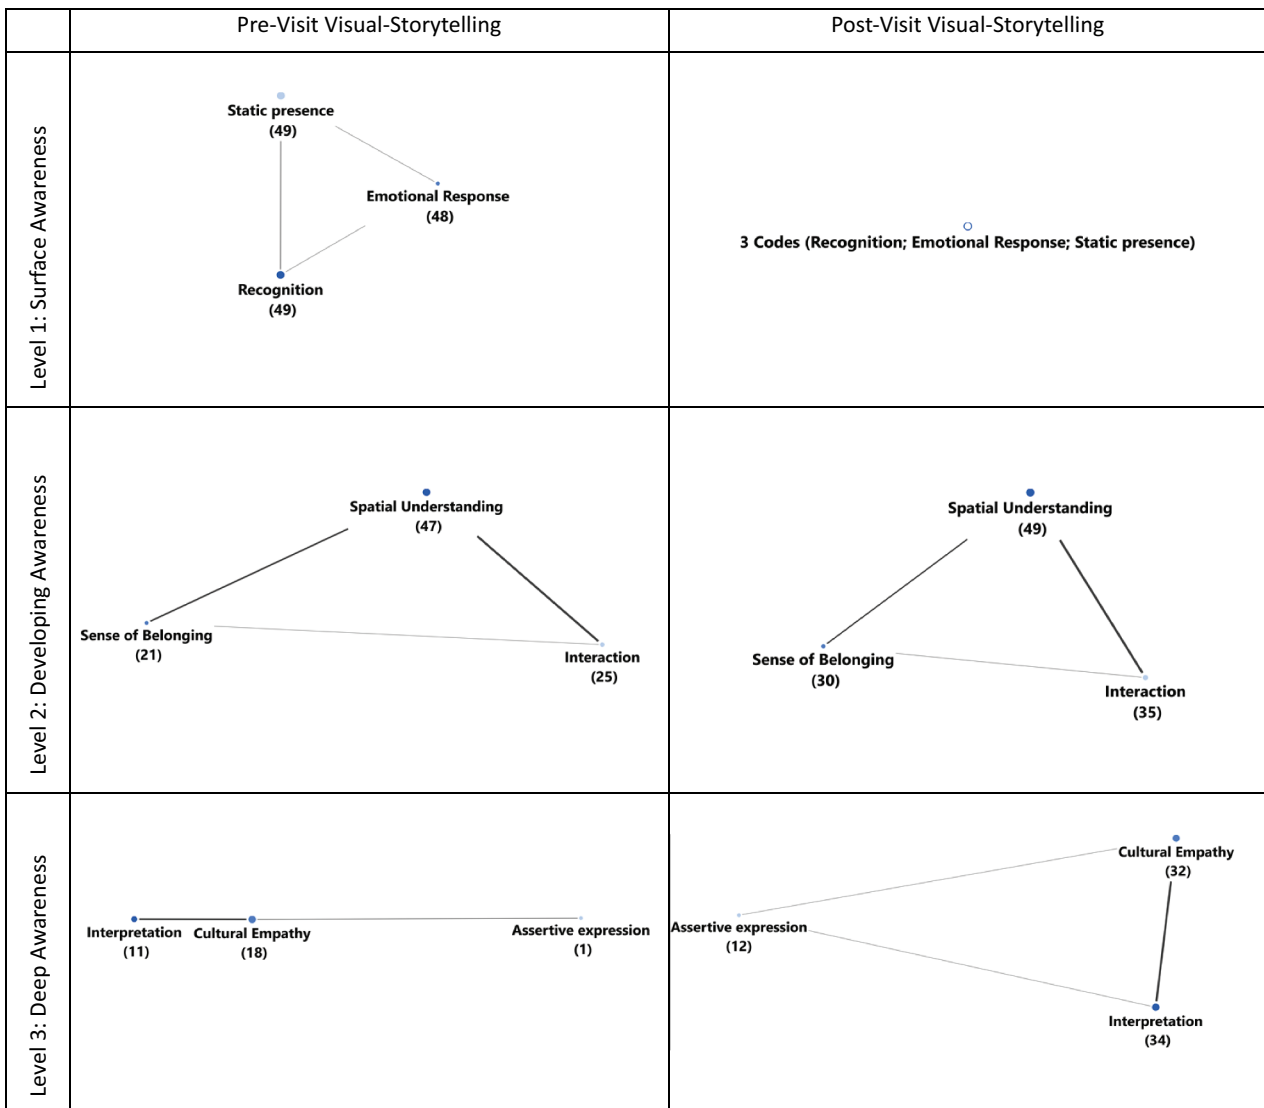 Pre-Visit Visual-Storytelling
Post-Visit Visual-Storytelling
Level 1: Surface Awareness
Static presence
(49)
Emotional Response
(48)
Recognition
(49)
3 Codes (Recognition; Emotional Response; Static presence)
Level 2: Developing Awareness
Spatial Understanding
(47)
Sense of Belonging
(21)
Interaction
(25)
Spatial Understanding
(49)
Sense of Belonging
(30)
Interaction
(35)
Level 3: Deep Awareness
Interpretation
(11)
Cultural Empathy
(18)
Assertive expression
(1)
Cultural Empathy
(32)
Assertive expression
(12)
Interpretation
(34)